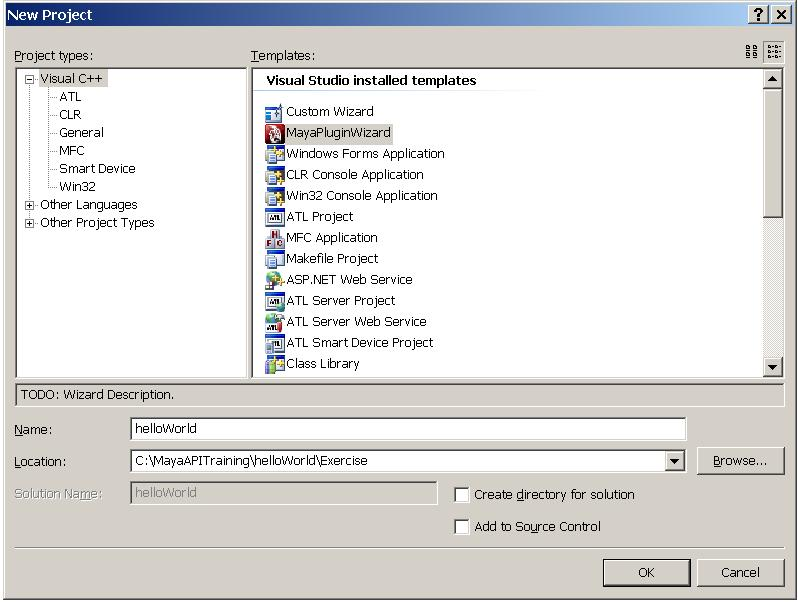 New Project
Project types:
Templates:
Visual C++
ATL
CLR
General
MFC
Smart Device
Win32
Other Languages
Other Project Types
Visual Studio installed templates
Custom Wizard
MayaPluginWizard
Windows Forms Application
CLR Console Application
Win32 Console Application
ATL Project
MFC Application
Makefile Project
ASP.NET Web Service
ATL Server Project
ATL Server Web Service
ATL Smart Device Project
Class Library
TODO: Wizard Description.
Name: helloWorld
Location: C:\MayaAPITraining\helloWorld\Exercise Browse...
Solution Name: helloWorld
Create directory for solution
Add to Source Control
OK Cancel